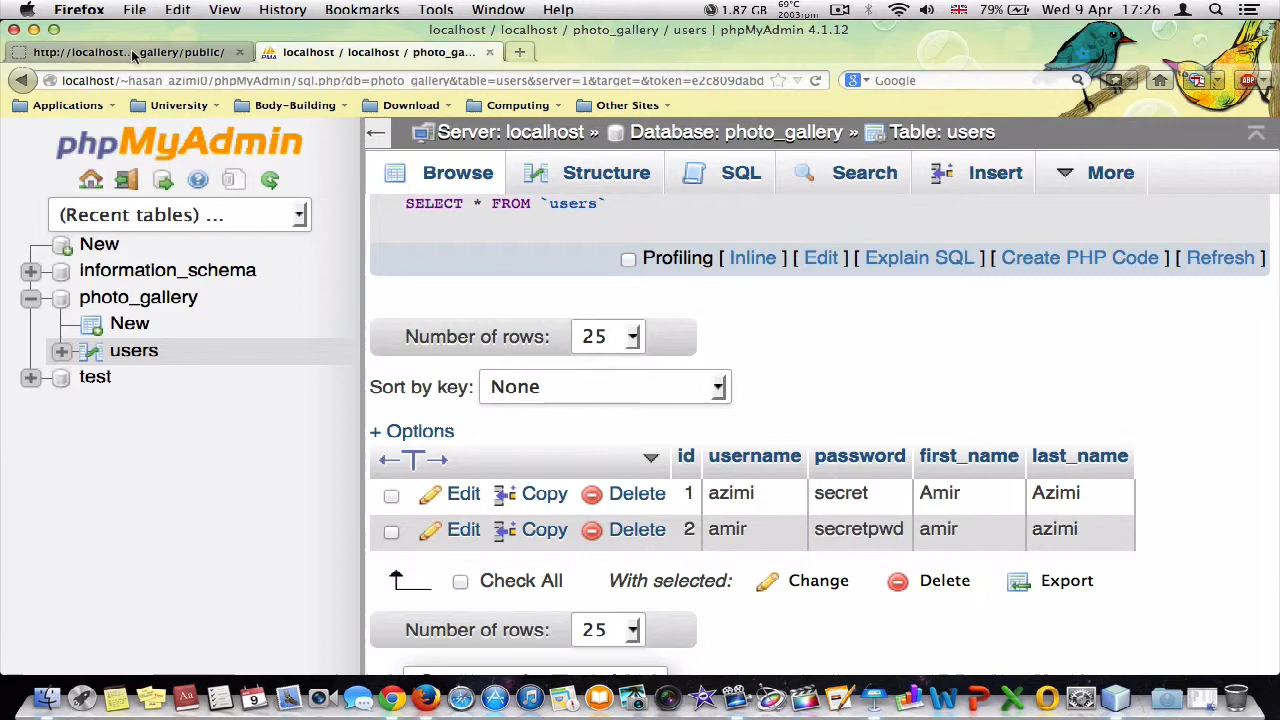 Firefox File Edit View History Bookmarks Tools Window Help 1.87 GB 69°C 2003rpm 79% Wed 9 Apr 17:26
localhost / localhost / photo_gallery / users | phpMyAdmin 4.1.12
http://localhost..._gallery/public/ localhost / localhost / photo_ga...
localhost/~hasan_azimi0/phpMyAdmin/sql.php?db=photo_gallery&table=users&server=1&target=&token=e2c809dabd Google ABP
Applications University Body-Building Download Computing Other Sites
phpMyAdmin
(Recent tables) ...
New
information_schema
photo_gallery
New
users
test
Server: localhost » Database: photo_gallery » Table: users
Browse Structure SQL Search Insert More
SELECT * FROM `users`
Profiling [ Inline ] [ Edit ] [ Explain SQL ] [ Create PHP Code ] [ Refresh ]
Number of rows: 25
Sort by key: None
+ Options
id username password first_name last_name
Edit Copy Delete 1 azimi secret Amir Azimi
Edit Copy Delete 2 amir secretpwd amir azimi
Check All With selected: Change Delete Export
Number of rows: 25